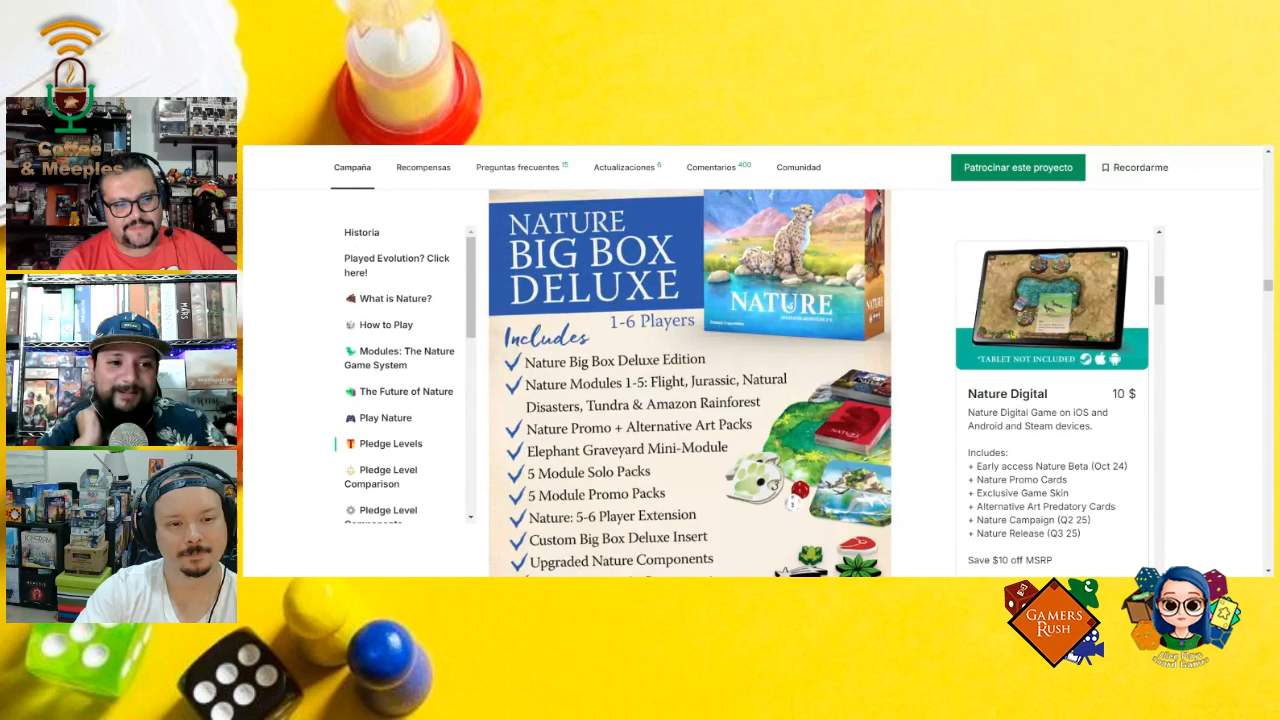 Coffee
& Meeples
Campaña
Recompensas
Preguntas frecuentes 15
Actualizaciones 6
Comentarios 400
Comunidad
Patrocinar este proyecto
Recordarme
Historia
Played Evolution? Click
here!
What is Nature?
How to Play
Modules: The Nature
Game System
The Future of Nature
Play Nature
Pledge Levels
Pledge Level
Comparison
Pledge Level
Components
NATURE
BIG BOX
DELUXE
1-6 Players
NATURE
NATURE
Includes
Nature Big Box Deluxe Edition
Nature Modules 1-5: Flight, Jurassic, Natural
Disasters, Tundra & Amazon Rainforest
Nature Promo + Alternative Art Packs
Elephant Graveyard Mini-Module
5 Module Solo Packs
5 Module Promo Packs
Nature: 5-6 Player Extension
Custom Big Box Deluxe Insert
Upgraded Nature Components
NATURE
*TABLET NOT INCLUDED
Nature Digital 10 $
Nature Digital Game on iOS and
Android and Steam devices.
Includes:
+ Early access Nature Beta (Oct 24)
+ Nature Promo Cards
+ Exclusive Game Skin
+ Alternative Art Predatory Cards
+ Nature Campaign (Q2 25)
+ Nature Release (Q3 25)
Save $10 off MSRP
GAMERS
RUSH
Board Games